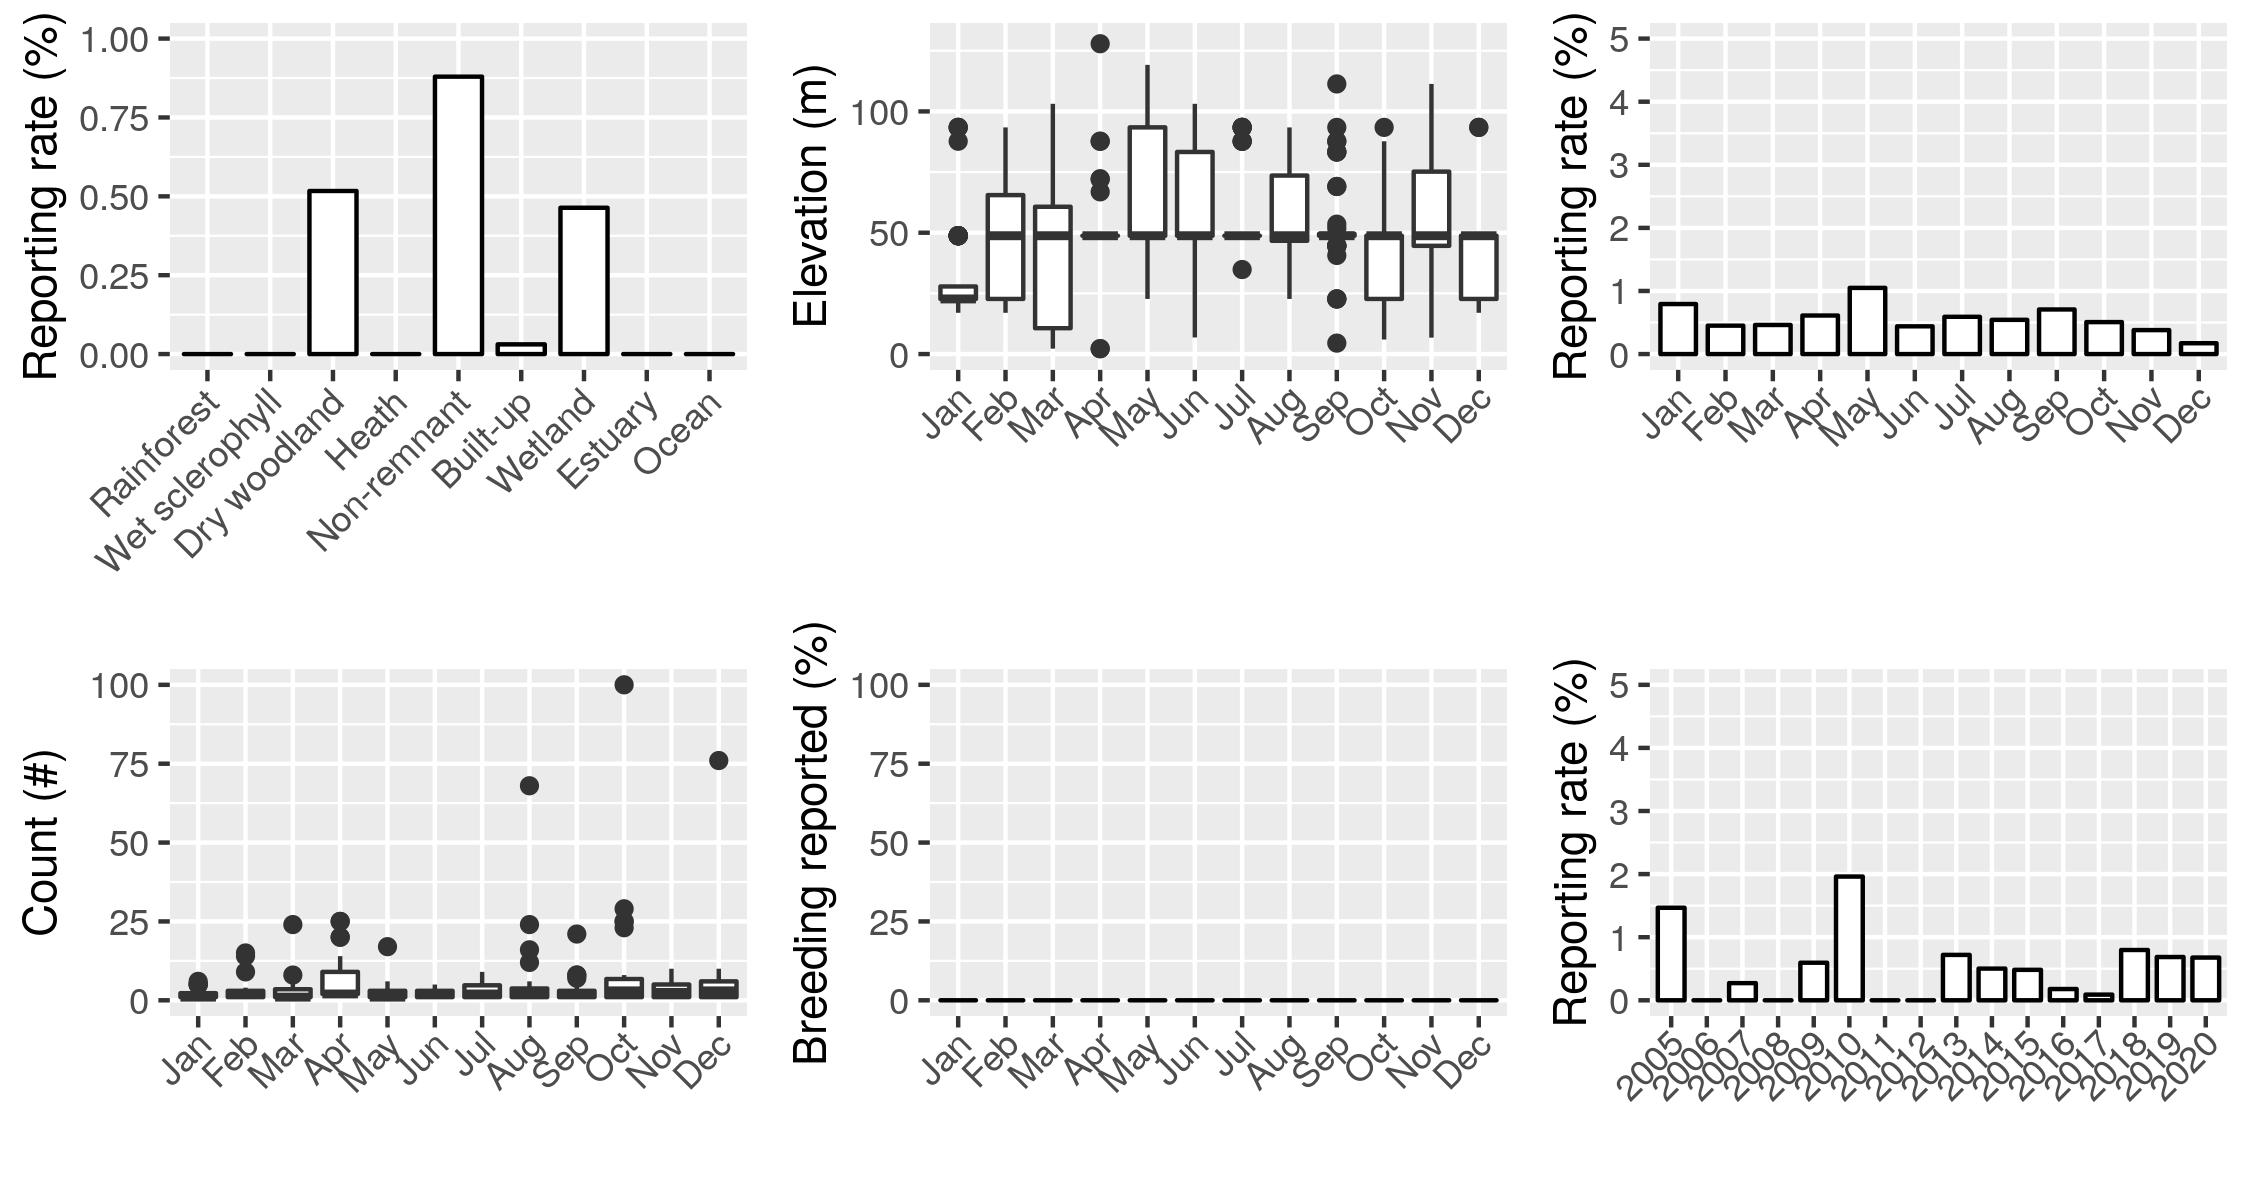 Reporting rate (%)
1.00
0.75
0.50
0.25
0.00
Rainforest
Wet sclerophyll
Dry woodland
Heath
Non-remnant
Built-up
Wetland
Estuary
Ocean
Elevation (m)
100
50
0
Jan
Feb
Mar
Apr
May
Jun
Jul
Aug
Sep
Oct
Nov
Dec
Reporting rate (%)
5
4
3
2
1
0
Jan
Feb
Mar
Apr
May
Jun
Jul
Aug
Sep
Oct
Nov
Dec
Count (#)
100
75
50
25
0
Jan
Feb
Mar
Apr
May
Jun
Jul
Aug
Sep
Oct
Nov
Dec
Breeding reported (%)
100
75
50
25
0
Jan
Feb
Mar
Apr
May
Jun
Jul
Aug
Sep
Oct
Nov
Dec
Reporting rate (%)
5
4
3
2
1
0
2005
2006
2007
2008
2009
2010
2011
2012
2013
2014
2015
2016
2017
2018
2019
2020